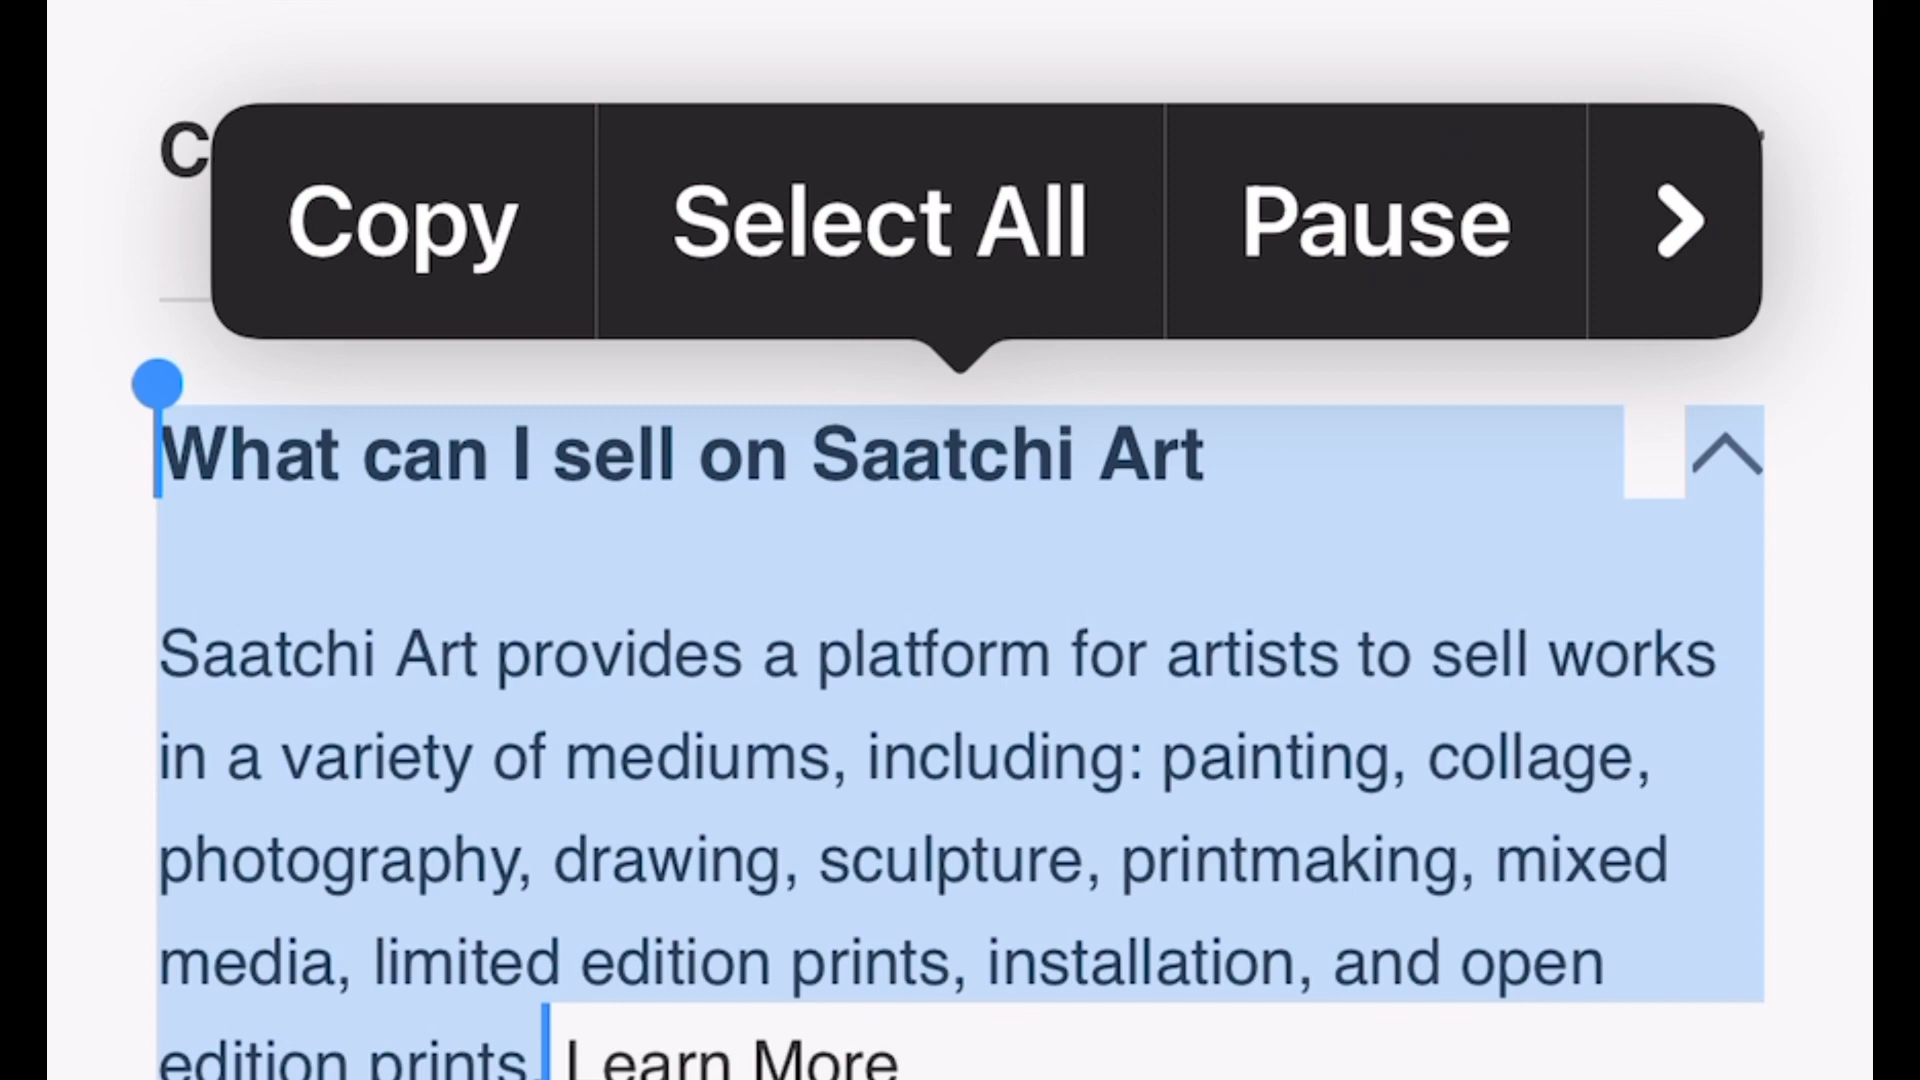 C
Copy Select All Pause
What can I sell on Saatchi Art
Saatchi Art provides a platform for artists to sell works
in a variety of mediums, including: painting, collage,
photography, drawing, sculpture, printmaking, mixed
media, limited edition prints, installation, and open
edition prints. Learn More